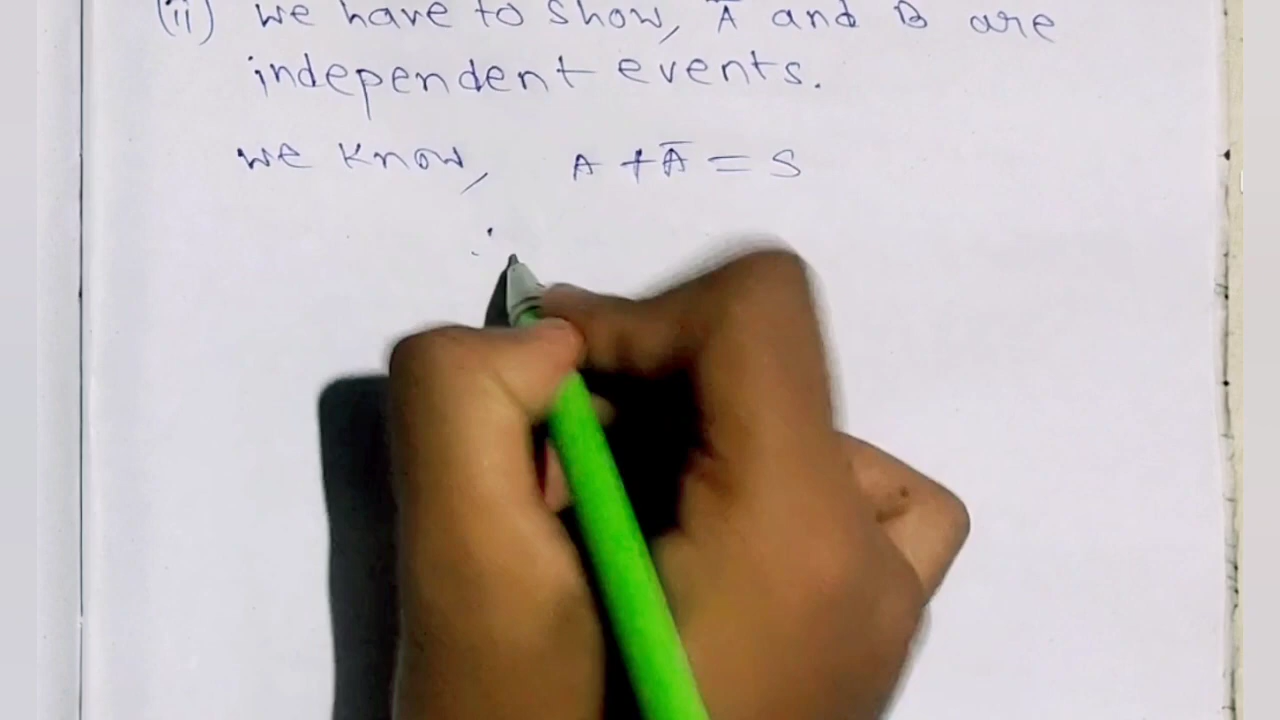 (ii) we have to show, Ā and B are
independent events.
we know, A + Ā = S
∴